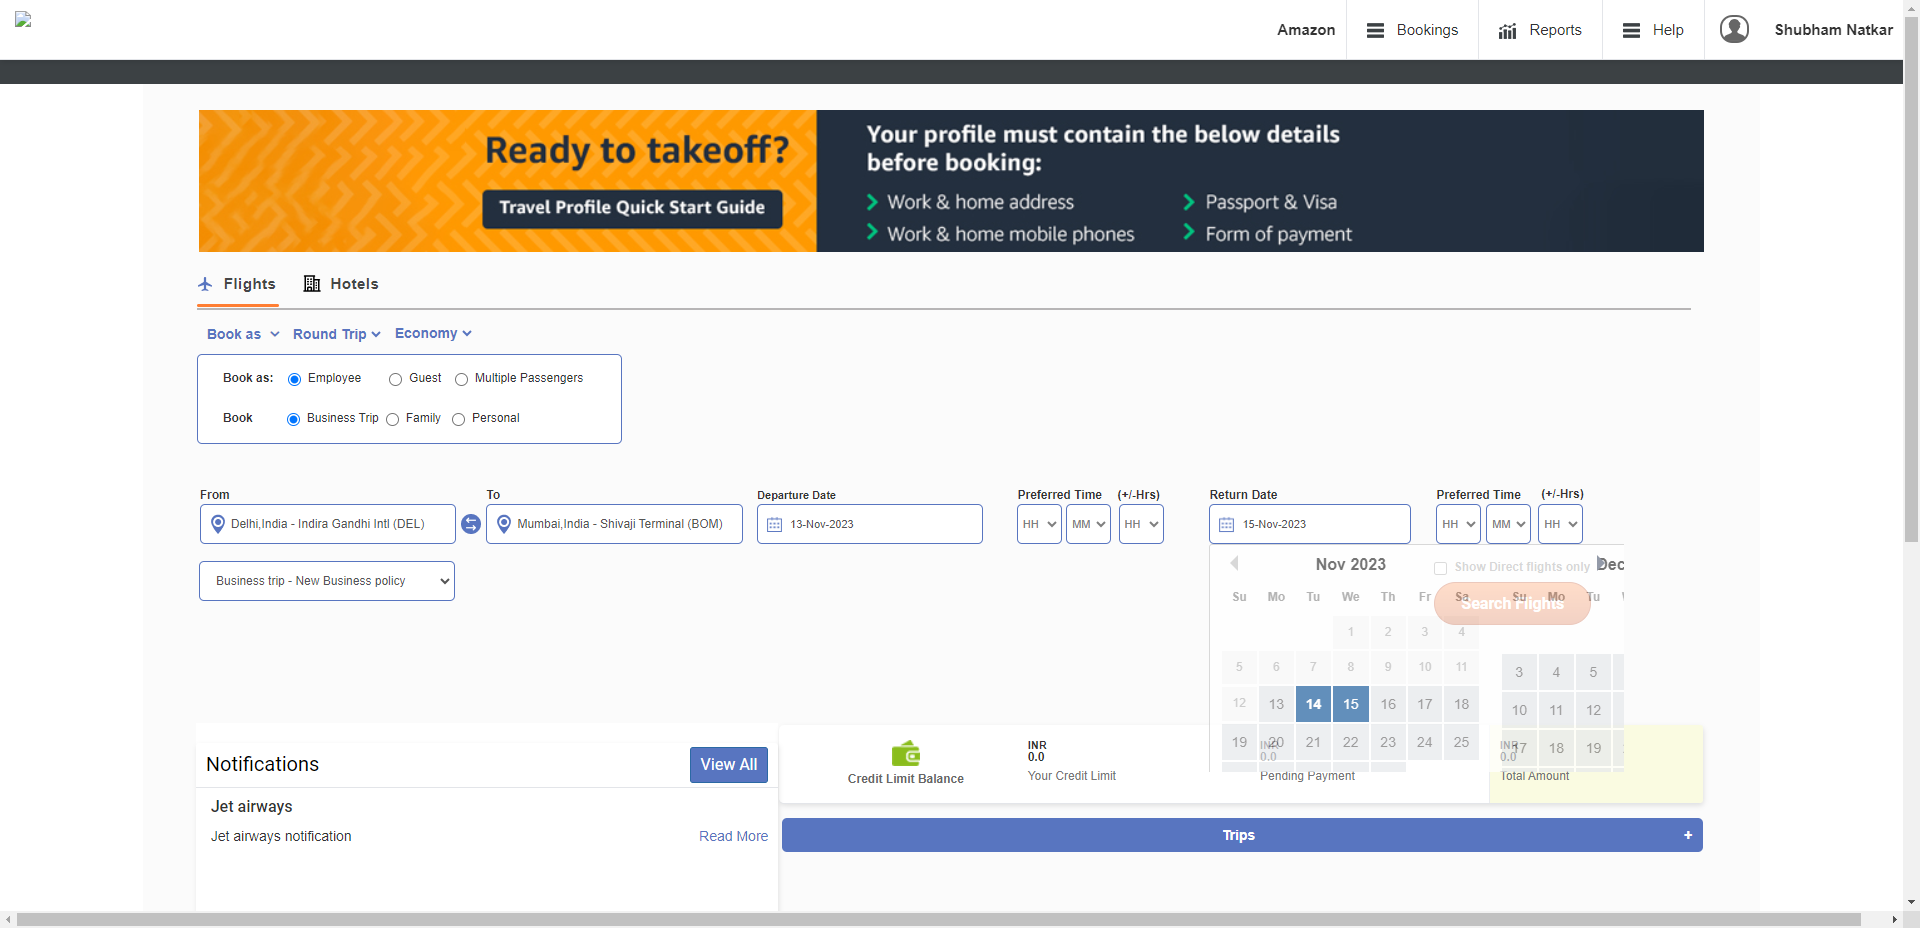 Amazon
Bookings
Reports
Help
Shubham Natkar
Ready to takeoff?
Travel Profile Quick Start Guide
Your profile must contain the below details
before booking:
Work & home address
Passport & Visa
Work & home mobile phones
Form of payment
Flights
Hotels
Book as
Round Trip
Economy
Book as:
Employee
Guest
Multiple Passengers
Book
Business Trip
Family
Personal
From
To
Departure Date
Preferred Time
(+/-Hrs)
Return Date
Preferred Time
(+/-Hrs)
Delhi,India - Indira Gandhi Intl (DEL)
Mumbai,India - Shivaji Terminal (BOM)
13-Nov-2023
HH
MM
HH
15-Nov-2023
HH
MM
HH
Business trip - New Business policy
Nov 2023
Show Direct flights only
Dec
Su Mo Tu We Th Fr Sa
Su Mo Tu
Search Flights
1 2 3 4
5 6 7 8 9 10 11
3 4 5
12 13 14 15 16 17 18
10 11 12
19 20 21 22 23 24 25
17 18 19
Notifications
View All
Jet airways
Jet airways notification
Read More
Credit Limit Balance
INR
0.0
Your Credit Limit
INR
0.0
Pending Payment
INR
0.0
Total Amount
Trips
+